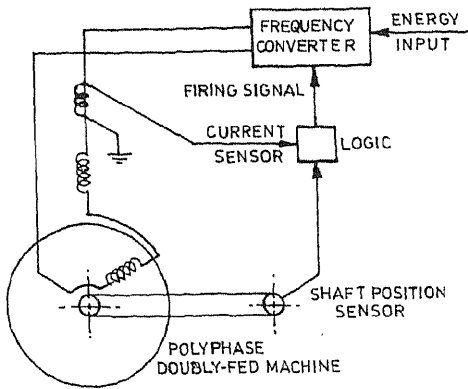 FREQUENCY
CONVERTER
ENERGY
INPUT
FIRING SIGNAL
CURRENT
SENSOR
LOGIC
SHAFT POSITION
SENSOR
POLYPHASE
DOUBLY-FED MACHINE